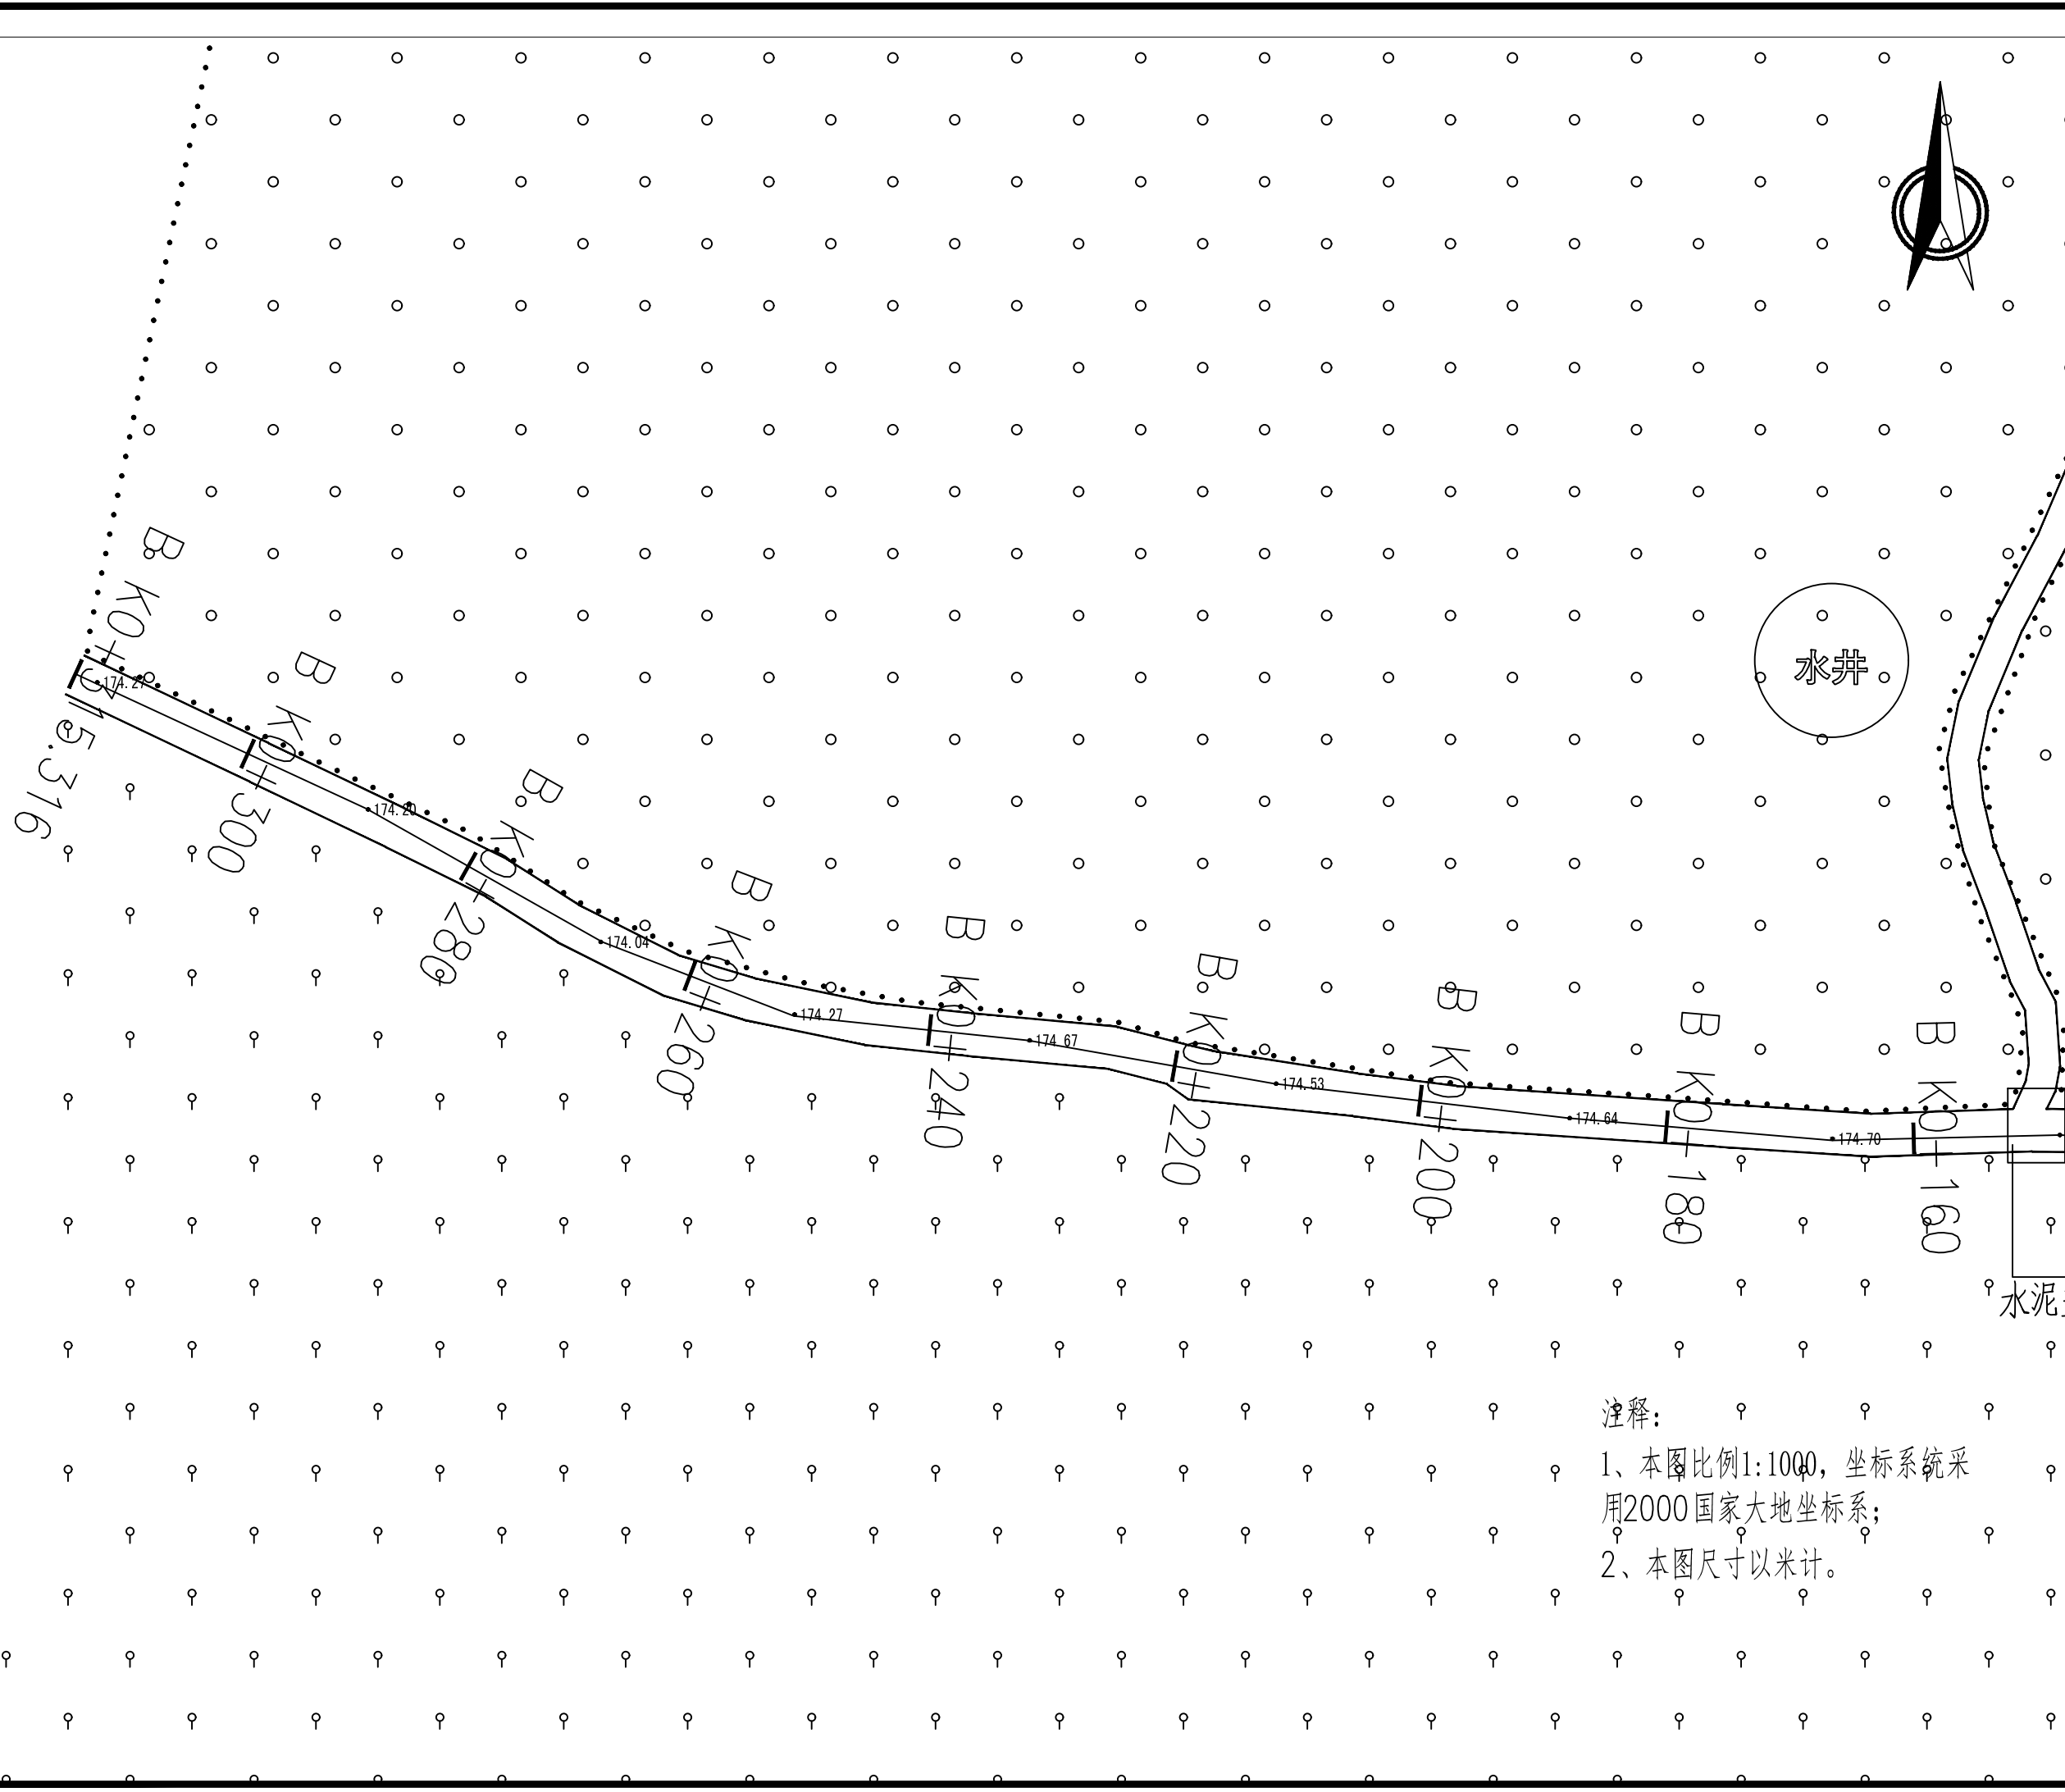 水井
B K0+315.316
B K0+300
B K0+280
B K0+260
B K0+240
B K0+220
B K0+200
B K0+180
B K0+160
174.27
174.20
174.04
174.27
174.67
174.53
174.64
174.70
水泥
注释：
1、本图比例1:1000，坐标系统采
用2000国家大地坐标系；
2、本图尺寸以米计。